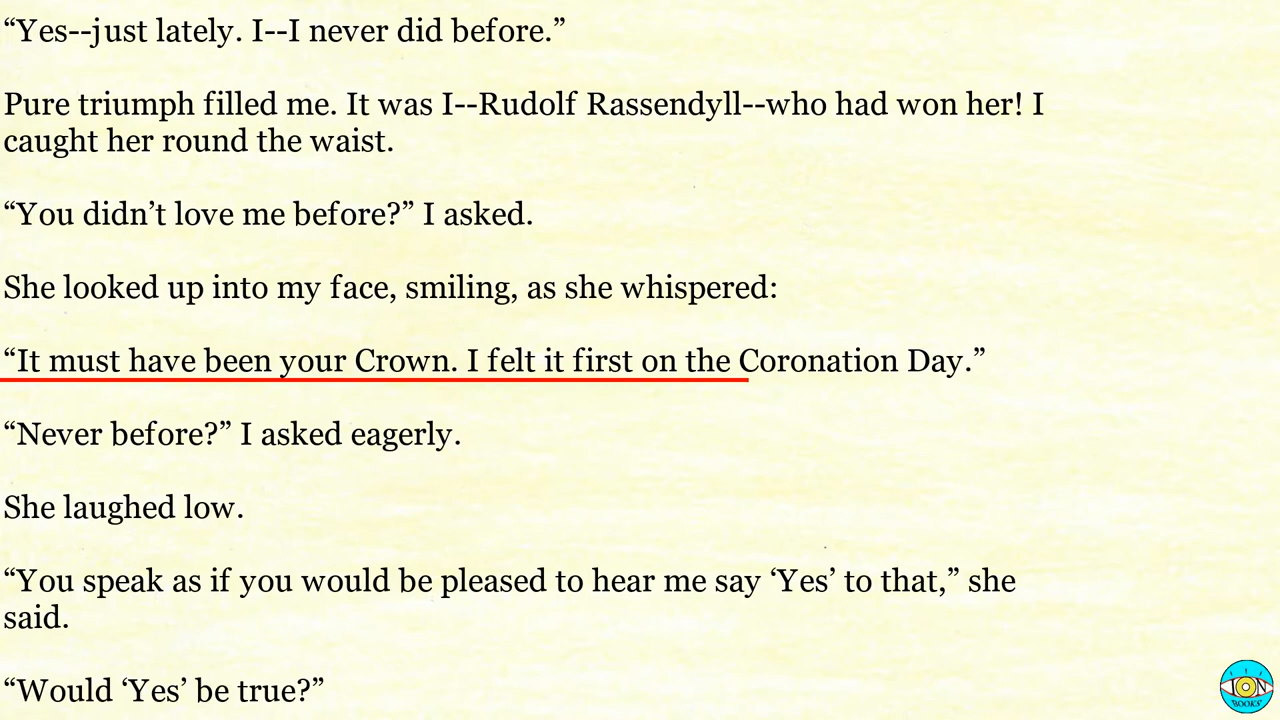 “Yes--just lately. I--I never did before.”
Pure triumph filled me. It was I--Rudolf Rassendyll--who had won her! I
caught her round the waist.
“You didn’t love me before?” I asked.
She looked up into my face, smiling, as she whispered:
“It must have been your Crown. I felt it first on the Coronation Day.”
“Never before?” I asked eagerly.
She laughed low.
“You speak as if you would be pleased to hear me say ‘Yes’ to that,” she
said.
“Would ‘Yes’ be true?”
ION
BOOKS